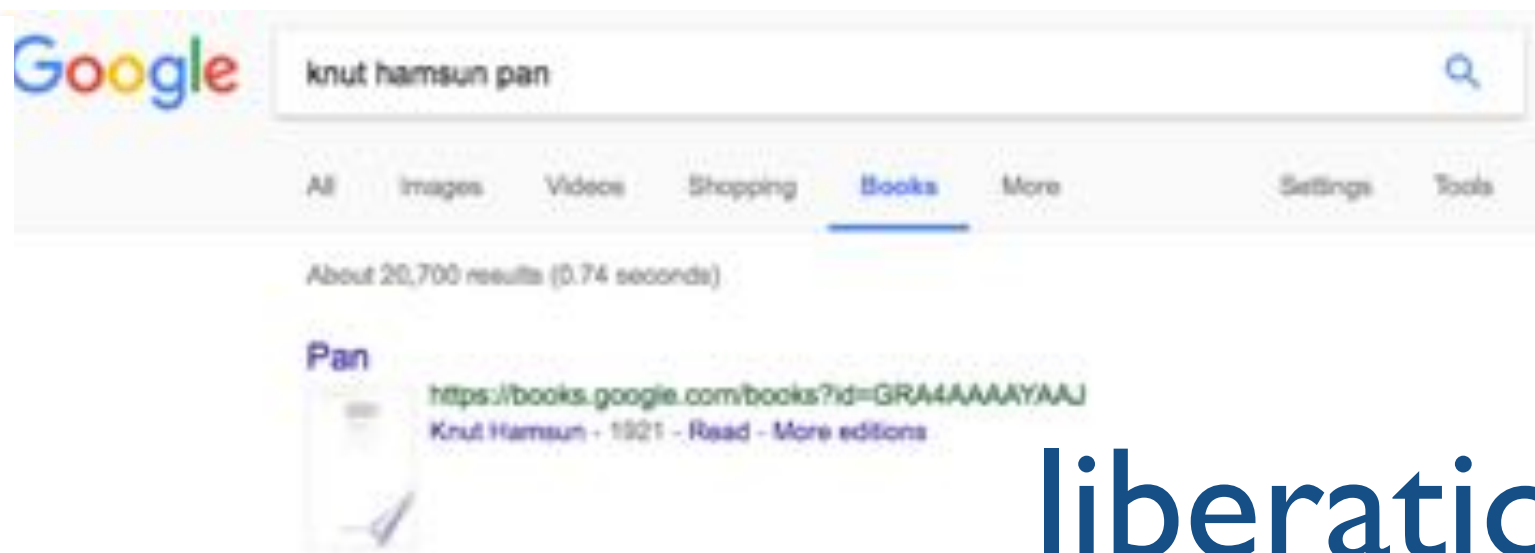 Google knut hamsun pan
All Images Videos Shopping Books More Settings Tools
About 20,700 results (0.74 seconds)
Pan
https://books.google.com/books?id=GRA4AAAAYAAJ
Knut Hamsun - 1921 - Read - More editions
liberatio